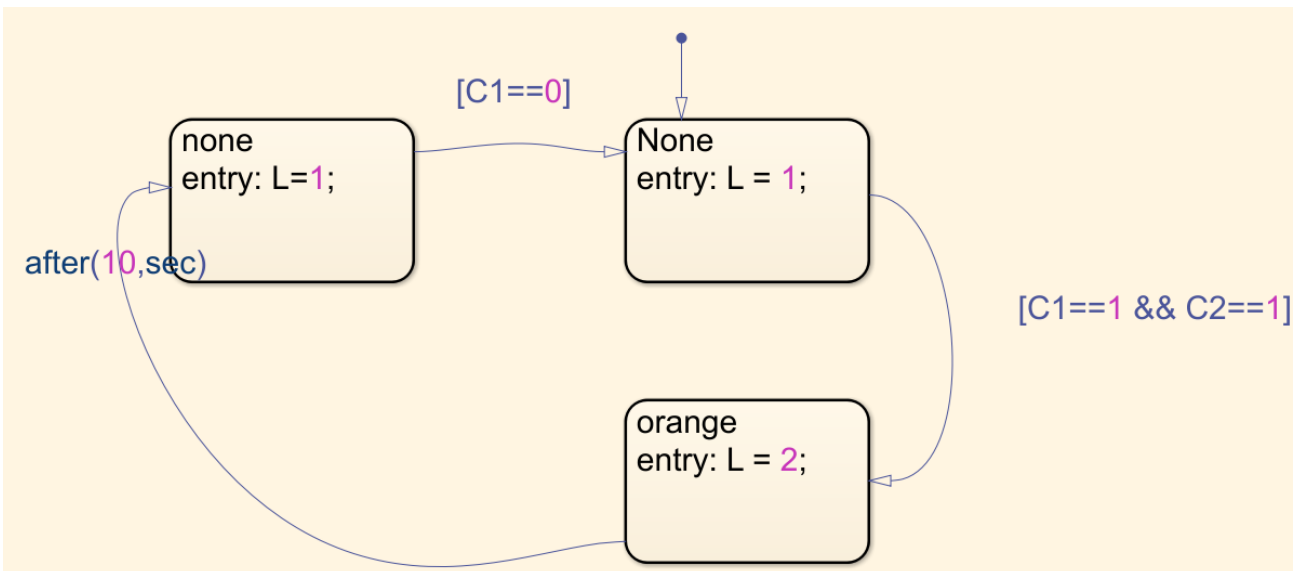 [C1==0]
none
entry: L=1;
None
entry: L = 1;
after(10,sec)
[C1==1 && C2==1]
orange
entry: L = 2;